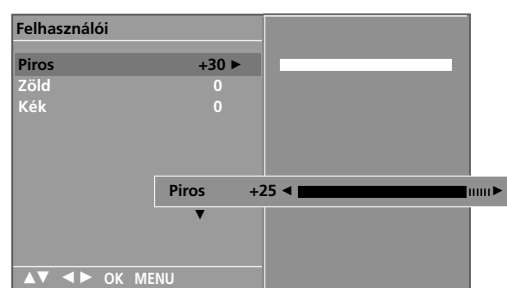 Felhasználói
Piros +30 ►
Zöld 0
Kék 0
Piros +25 ◄ ►
▼
▲▼ ◄► OK MENU